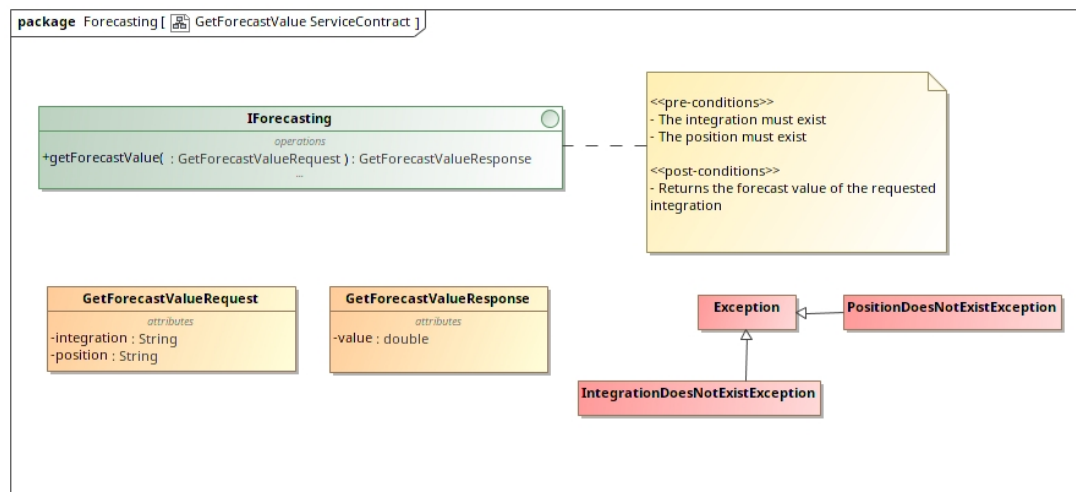 package Forecasting [ GetForecastValue ServiceContract ]
IForecasting
operations
+getForecastValue( : GetForecastValueRequest ) : GetForecastValueResponse
...
<<pre-conditions>>
- The integration must exist
- The position must exist
<<post-conditions>>
- Returns the forecast value of the requested
integration
GetForecastValueRequest
attributes
-integration : String
-position : String
GetForecastValueResponse
attributes
-value : double
Exception
PositionDoesNotExistException
IntegrationDoesNotExistException